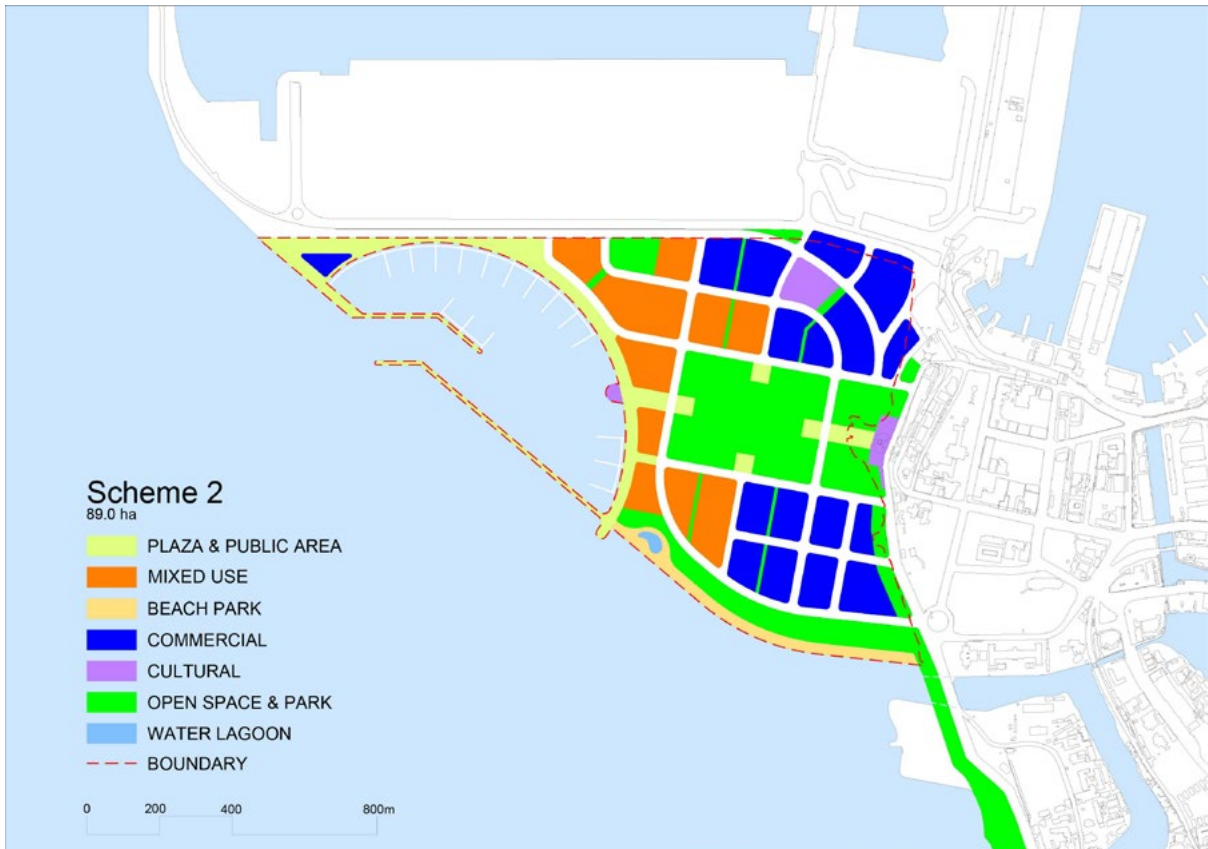 Scheme 2
89.0 ha
PLAZA & PUBLIC AREA
MIXED USE
BEACH PARK
COMMERCIAL
CULTURAL
OPEN SPACE & PARK
WATER LAGOON
BOUNDARY
0 200 400 800m